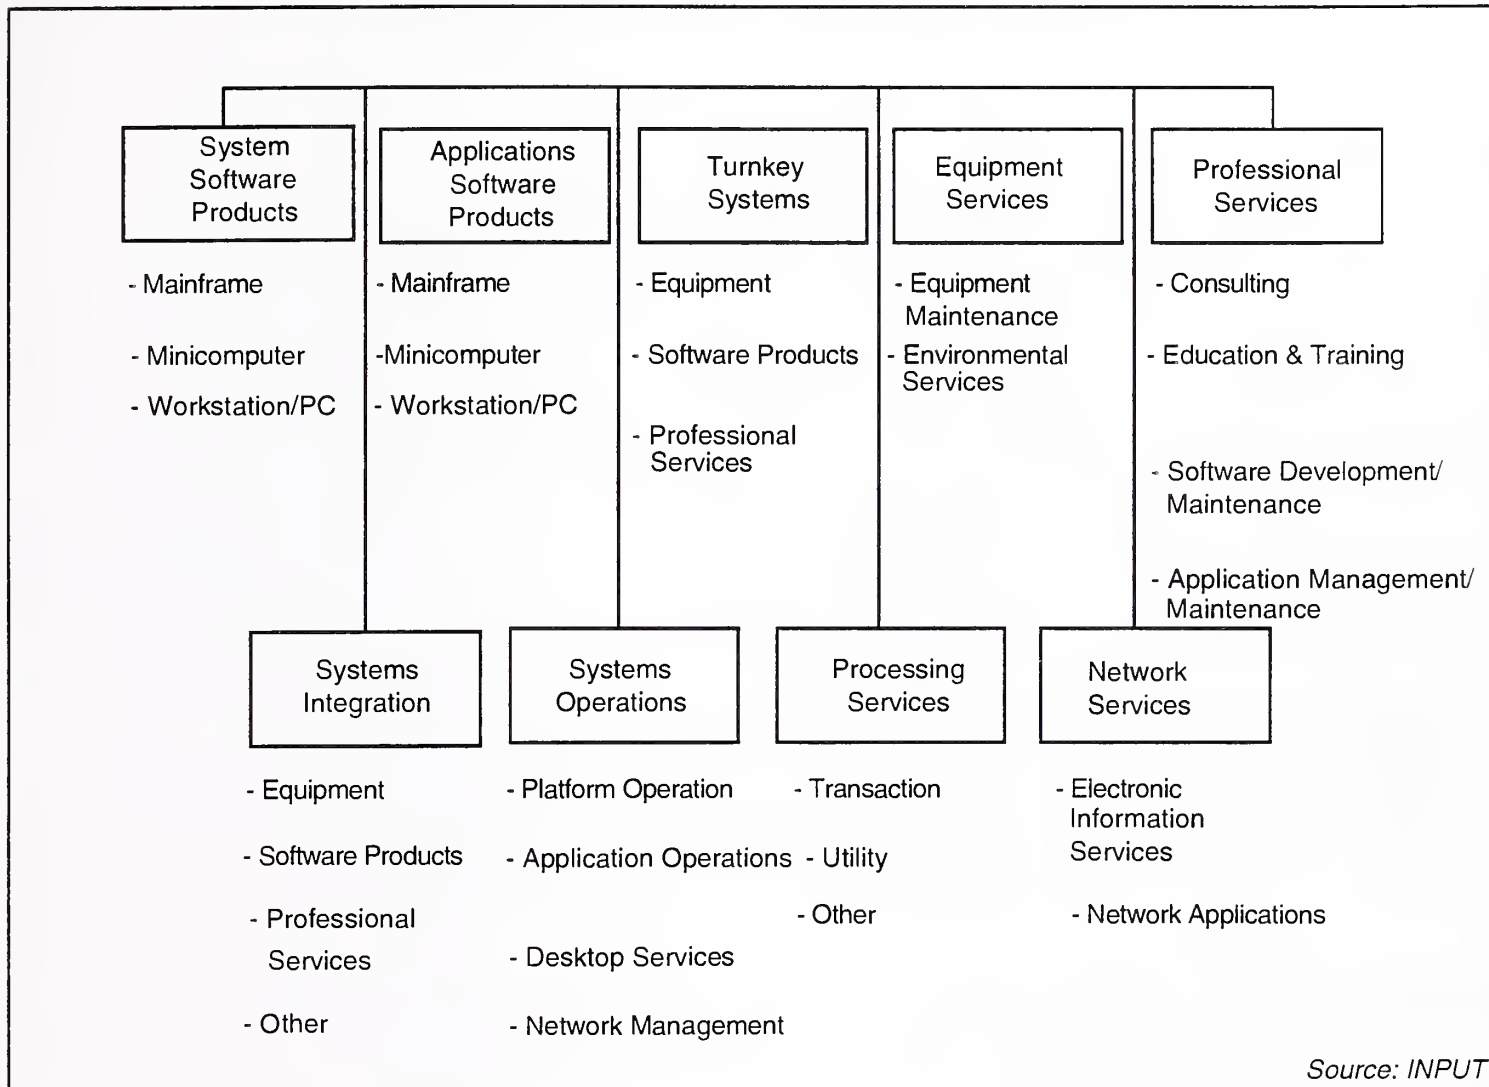 System
Software
Products
- Mainframe
- Minicomputer
- Workstation/PC
Applications
Software
Products
- Mainframe
-Minicomputer
- Workstation/PC
Turnkey
Systems
- Equipment
- Software Products
- Professional
Services
Equipment
Services
- Equipment
Maintenance
- Environmental
Services
Professional
Services
- Consulting
- Education & Training
- Software Development/
Maintenance
- Application Management/
Maintenance
Systems
Integration
- Equipment
- Software Products
- Professional
Services
- Other
Systems
Operations
- Platform Operation
- Application Operations
- Desktop Services
- Network Management
Processing
Services
- Transaction
- Utility
- Other
Network
Services
- Electronic
Information
Services
- Network Applications
Source: INPUT